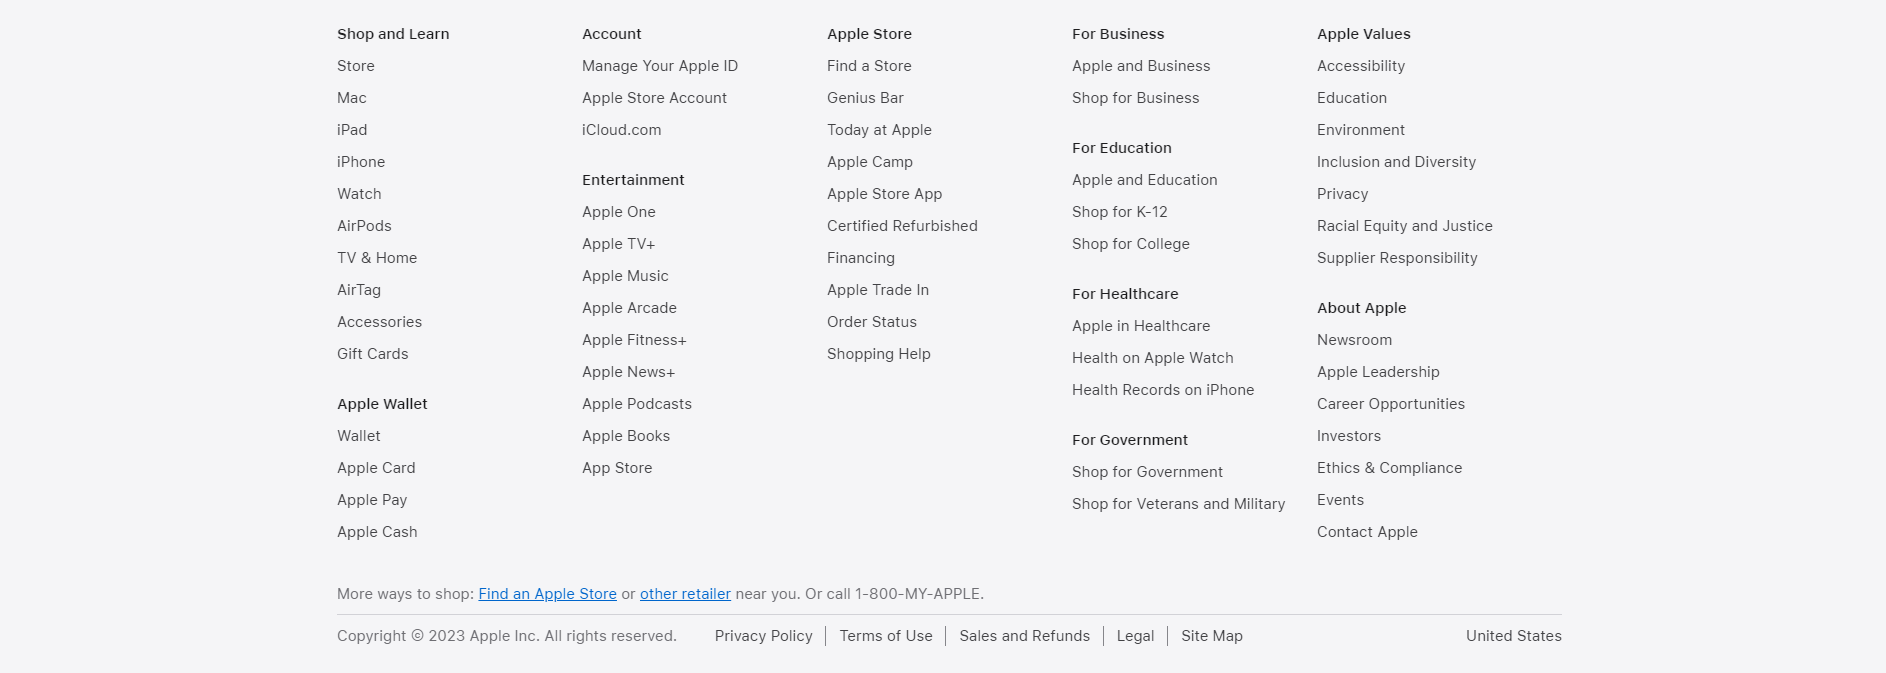 Shop and Learn
Store
Mac
iPad
iPhone
Watch
AirPods
TV & Home
AirTag
Accessories
Gift Cards
Apple Wallet
Wallet
Apple Card
Apple Pay
Apple Cash
Account
Manage Your Apple ID
Apple Store Account
iCloud.com
Entertainment
Apple One
Apple TV+
Apple Music
Apple Arcade
Apple Fitness+
Apple News+
Apple Podcasts
Apple Books
App Store
Apple Store
Find a Store
Genius Bar
Today at Apple
Apple Camp
Apple Store App
Certified Refurbished
Financing
Apple Trade In
Order Status
Shopping Help
For Business
Apple and Business
Shop for Business
For Education
Apple and Education
Shop for K-12
Shop for College
For Healthcare
Apple in Healthcare
Health on Apple Watch
Health Records on iPhone
For Government
Shop for Government
Shop for Veterans and Military
Apple Values
Accessibility
Education
Environment
Inclusion and Diversity
Privacy
Racial Equity and Justice
Supplier Responsibility
About Apple
Newsroom
Apple Leadership
Career Opportunities
Investors
Ethics & Compliance
Events
Contact Apple
More ways to shop: Find an Apple Store or other retailer near you. Or call 1-800-MY-APPLE.
Copyright © 2023 Apple Inc. All rights reserved. Privacy Policy | Terms of Use | Sales and Refunds | Legal | Site Map United States